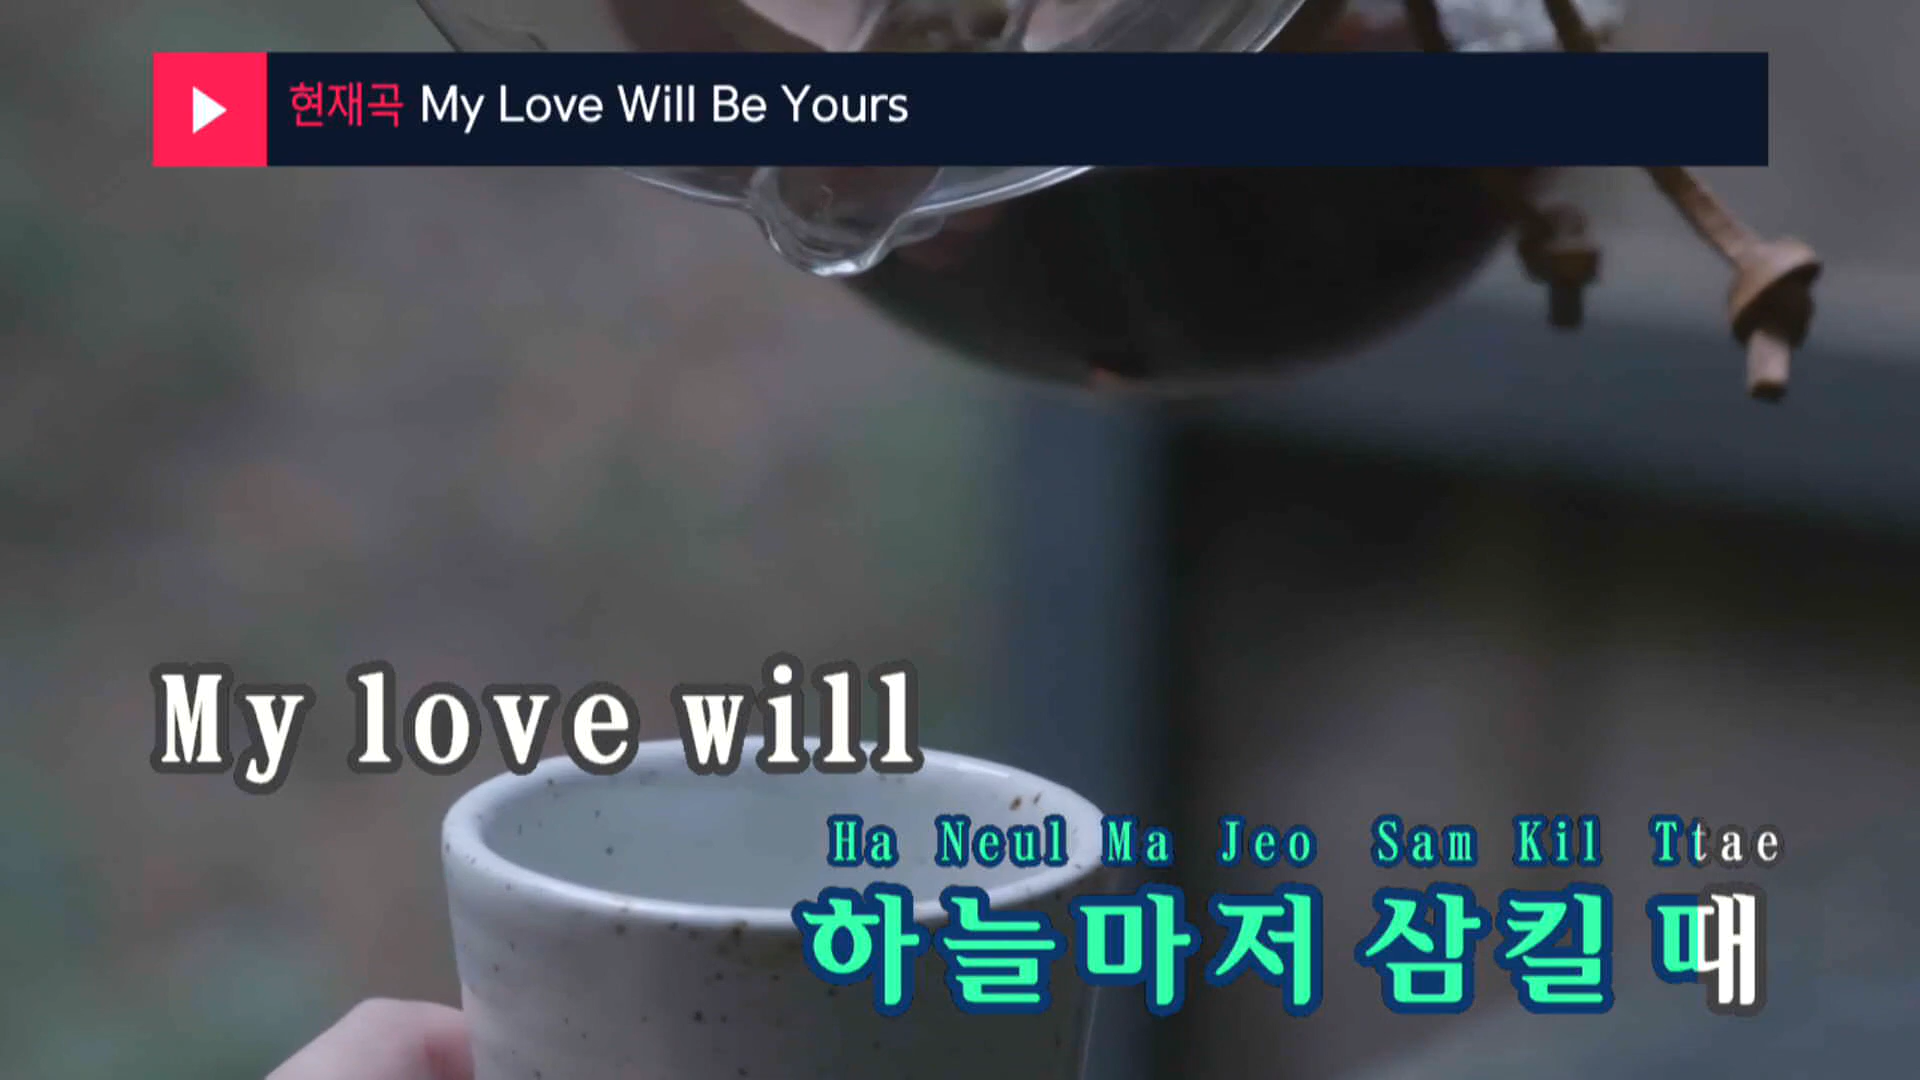 현재곡 My Love Will Be Yours
My love will
Ha Neul Ma Jeo Sam Kil Ttae
하늘마저 삼킬 때